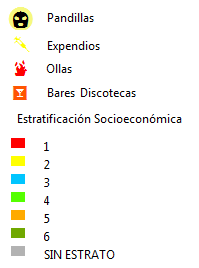 Pandillas
Expendios
Ollas
Bares Discotecas
Estratificación Socioeconómica
1
2
3
4
5
6
SIN ESTRATO